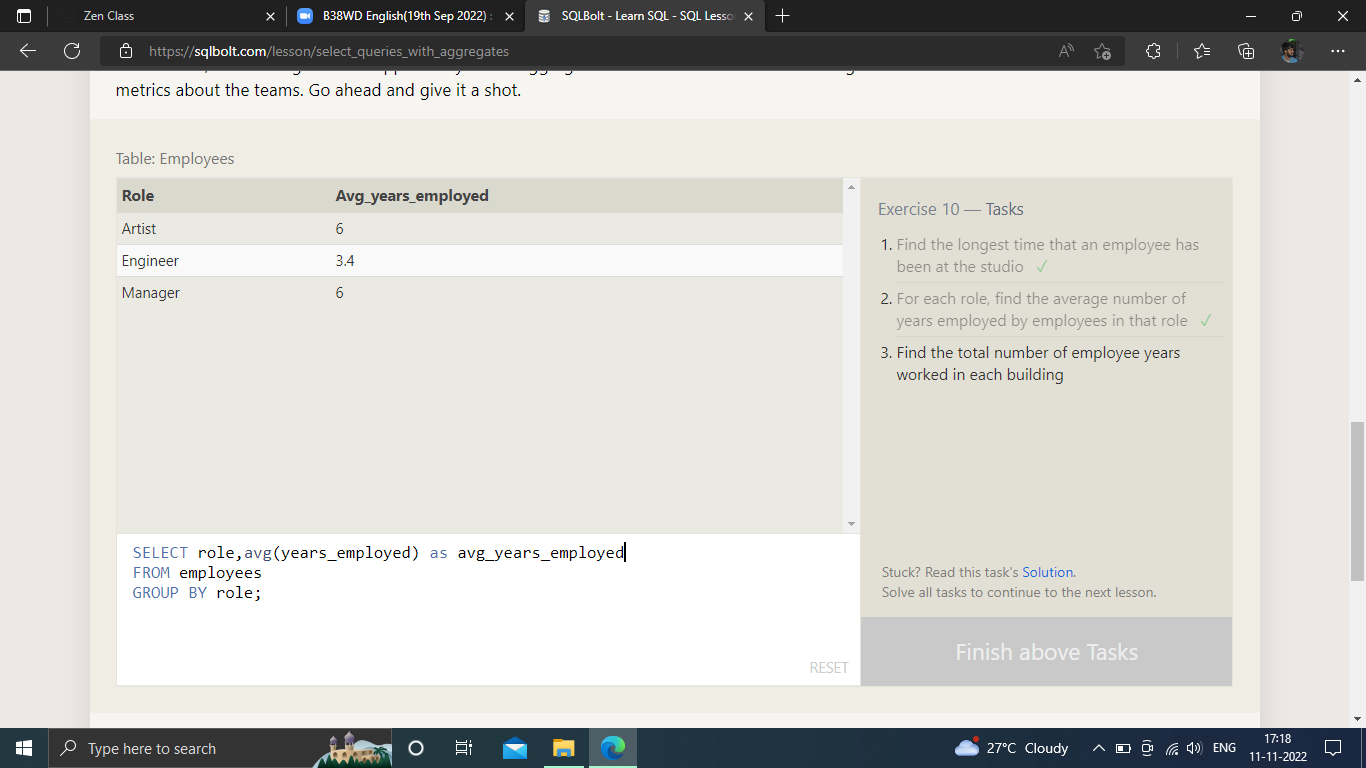 Zen Class
B38WD English(19th Sep 2022) :
SQLBolt - Learn SQL - SQL Lesso
https://sqlbolt.com/lesson/select_queries_with_aggregates
metrics about the teams. Go ahead and give it a shot.
Table: Employees
Role Avg_years_employed
Artist 6
Engineer 3.4
Manager 6
Exercise 10 — Tasks
1. Find the longest time that an employee has
been at the studio ✓
2. For each role, find the average number of
years employed by employees in that role ✓
3. Find the total number of employee years
worked in each building
SELECT role,avg(years_employed) as avg_years_employed
FROM employees
GROUP BY role;
RESET
Stuck? Read this task's Solution.
Solve all tasks to continue to the next lesson.
Finish above Tasks
Type here to search
27°C Cloudy
ENG
17:18
11-11-2022